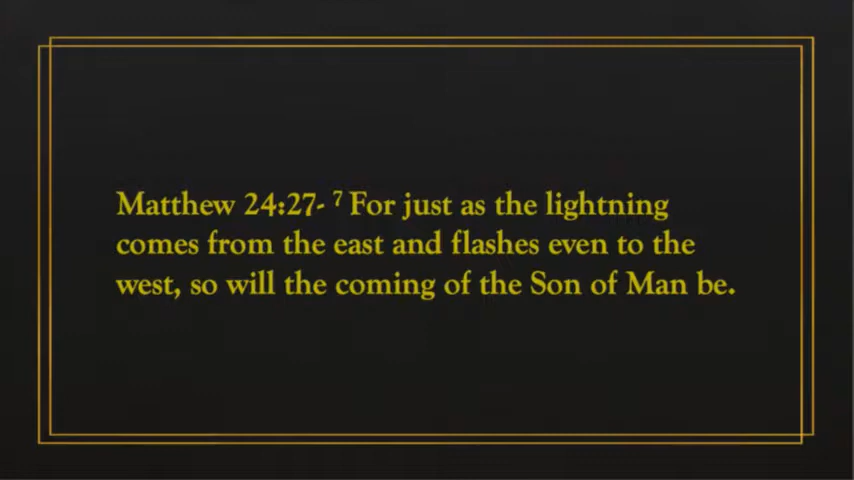 Matthew 24:27- ⁷ For just as the lightning
comes from the east and flashes even to the
west, so will the coming of the Son of Man be.